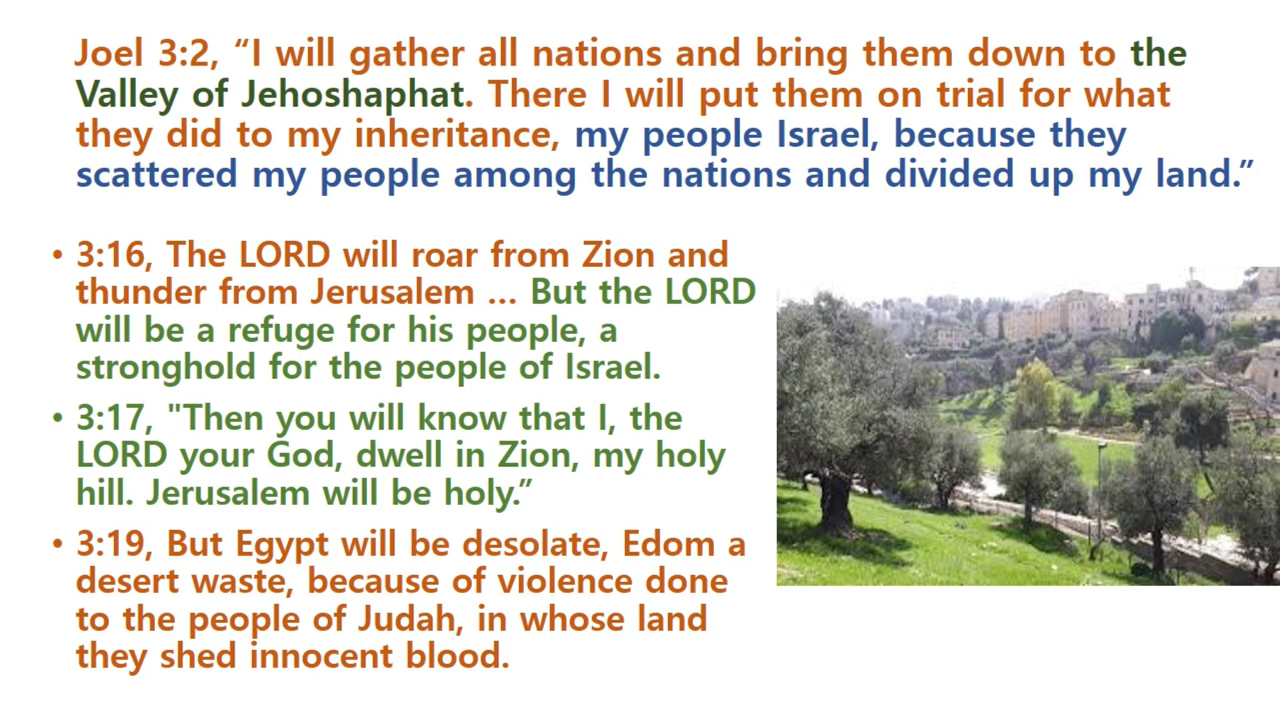 Joel 3:2, “I will gather all nations and bring them down to the
Valley of Jehoshaphat. There I will put them on trial for what
they did to my inheritance, my people Israel, because they
scattered my people among the nations and divided up my land.”
• 3:16, The LORD will roar from Zion and
thunder from Jerusalem … But the LORD
will be a refuge for his people, a
stronghold for the people of Israel.
• 3:17, "Then you will know that I, the
LORD your God, dwell in Zion, my holy
hill. Jerusalem will be holy.”
• 3:19, But Egypt will be desolate, Edom a
desert waste, because of violence done
to the people of Judah, in whose land
they shed innocent blood.